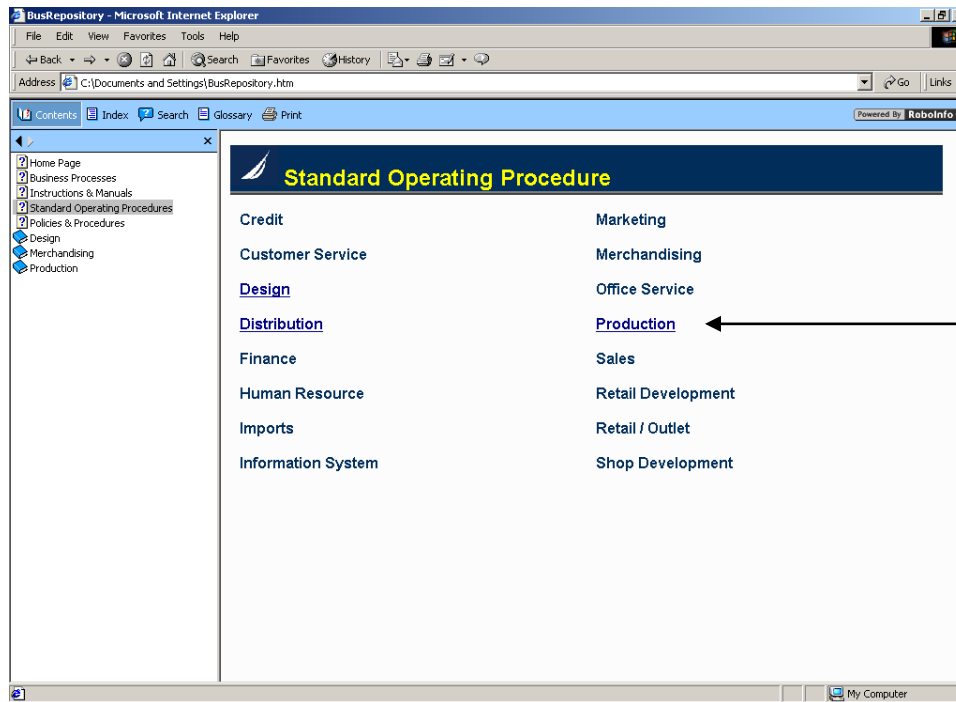 BusRepository - Microsoft Internet Explorer
File Edit View Favorites Tools Help
Back Search Favorites History
Address C:\Documents and Settings\BusRepository.htm Go Links
Contents Index Search Glossary Print Powered By RoboInfo
Home Page
Business Processes
Instructions & Manuals
Standard Operating Procedures
Policies & Procedures
Design
Merchandising
Production
Standard Operating Procedure
Credit Marketing
Customer Service Merchandising
Design Office Service
Distribution Production
Finance Sales
Human Resource Retail Development
Imports Retail / Outlet
Information System Shop Development
My Computer